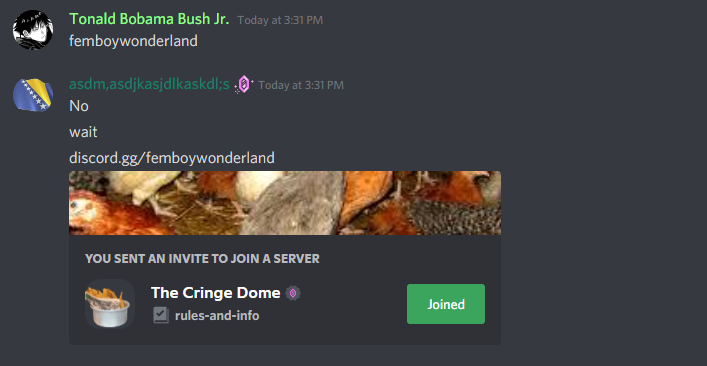 Tonald Bobama Bush Jr. Today at 3:31 PM
femboywonderland
asdm,asdjkasjdlkaskdl;s Today at 3:31 PM
No
wait
discord.gg/femboywonderland
YOU SENT AN INVITE TO JOIN A SERVER
The Cringe Dome
Joined
rules-and-info